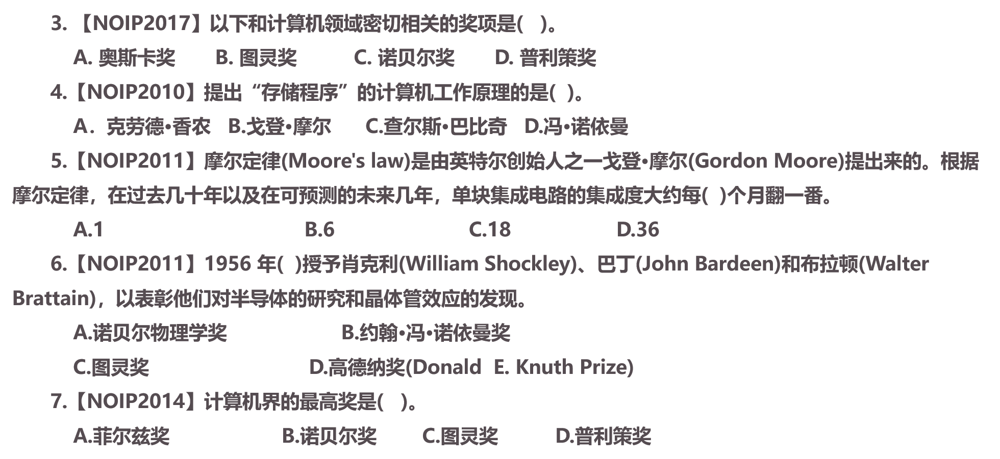 3. 【NOIP2017】以下和计算机领域密切相关的奖项是(   )。
A. 奥斯卡奖 B. 图灵奖 C. 诺贝尔奖 D. 普利策奖
4.【NOIP2010】提出“存储程序”的计算机工作原理的是(  )。
A．克劳德•香农 B.戈登•摩尔 C.查尔斯•巴比奇 D.冯•诺依曼
5.【NOIP2011】摩尔定律(Moore's law)是由英特尔创始人之一戈登•摩尔(Gordon Moore)提出来的。根据
摩尔定律，在过去几十年以及在可预测的未来几年，单块集成电路的集成度大约每(  )个月翻一番。
A.1 B.6 C.18 D.36
6.【NOIP2011】1956 年(  )授予肖克利(William Shockley)、巴丁(John Bardeen)和布拉顿(Walter
Brattain)，以表彰他们对半导体的研究和晶体管效应的发现。
A.诺贝尔物理学奖 B.约翰•冯•诺依曼奖
C.图灵奖 D.高德纳奖(Donald  E. Knuth Prize)
7.【NOIP2014】计算机界的最高奖是(   )。
A.菲尔兹奖 B.诺贝尔奖 C.图灵奖 D.普利策奖